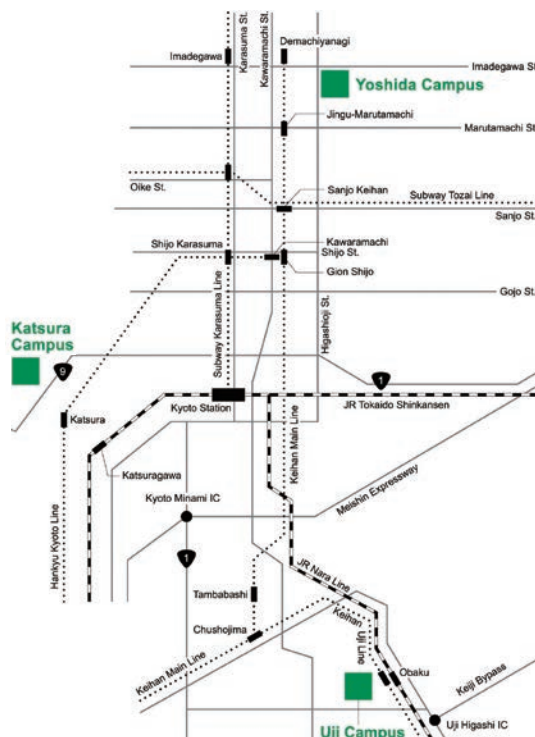 Imadegawa
Karasuma St.
Kawaramachi St.
Demachiyanagi
Imadegawa St.
Yoshida Campus
Jingu-Marutamachi
Marutamachi St.
Oike St.
Sanjo Keihan
Subway Tozai Line
Sanjo St.
Shijo Karasuma
Kawaramachi
Shijo St.
Gion Shijo
Gojo St.
Subway Karasuma Line
Higashioji St.
Katsura
Campus
9
1
Kyoto Station
JR Tokaido Shinkansen
Katsura
Katsuragawa
Keihan Main Line
Kyoto Minami IC
Meishin Expressway
Hankyu Kyoto Line
1
JR Nara Line
Tambabashi
Chushojima
Keihan
Uji Line
Keihan Main Line
Obaku
Keiji Bypass
Uji Higashi IC
Uji Campus